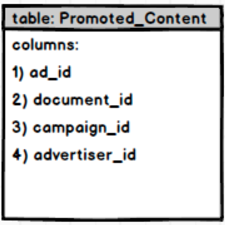 table: Promoted_Content
columns:
1) ad_id
2) document_id
3) campaign_id
4) advertiser_id